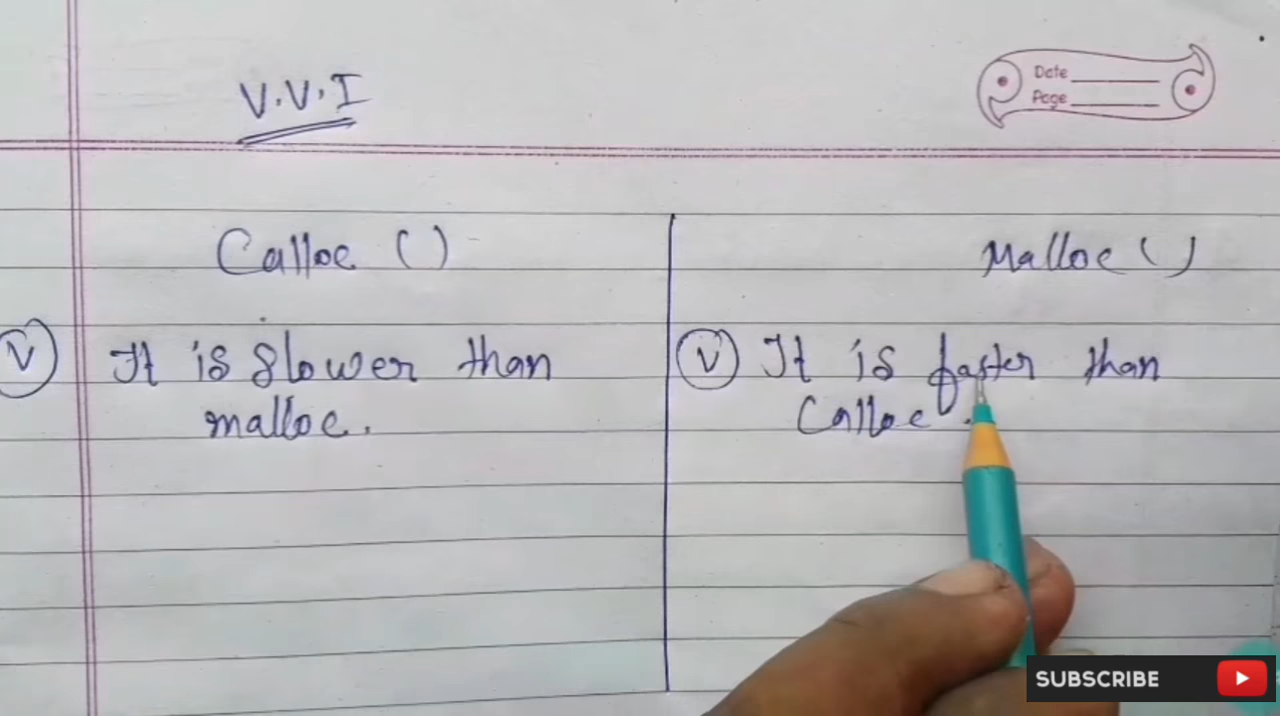 V.V.I
Date
Page
Calloc ()
Malloc ()
V It is slower than
malloc.
V It is faster than
Calloc.
SUBSCRIBE